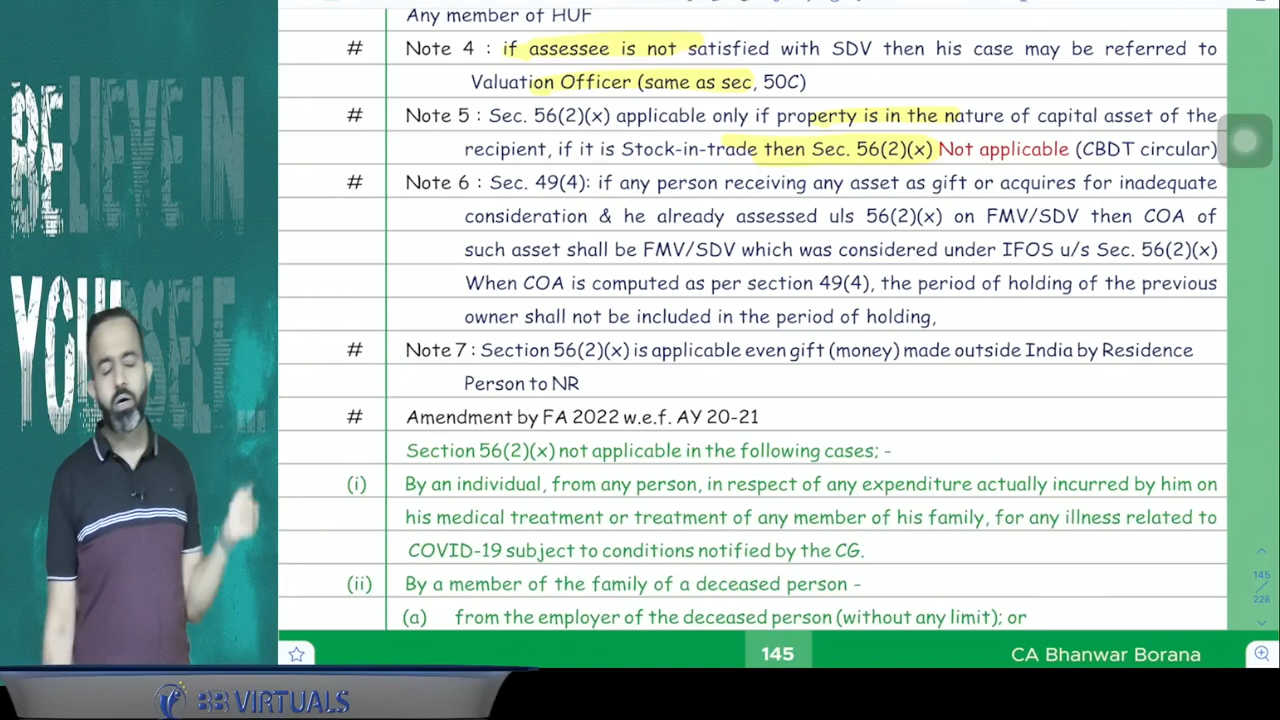 BELIEVE IN
YOURSELF...
Any member of HUF
# Note 4 : if assessee is not satisfied with SDV then his case may be referred to
Valuation Officer (same as sec, 50C)
# Note 5 : Sec. 56(2)(x) applicable only if property is in the nature of capital asset of the
recipient, if it is Stock-in-trade then Sec. 56(2)(x) Not applicable (CBDT circular)
# Note 6 : Sec. 49(4): if any person receiving any asset as gift or acquires for inadequate
consideration & he already assessed uls 56(2)(x) on FMV/SDV then COA of
such asset shall be FMV/SDV which was considered under IFOS u/s Sec. 56(2)(x)
When COA is computed as per section 49(4), the period of holding of the previous
owner shall not be included in the period of holding,
# Note 7 : Section 56(2)(x) is applicable even gift (money) made outside India by Residence
Person to NR
# Amendment by FA 2022 w.e.f. AY 20-21
Section 56(2)(x) not applicable in the following cases; -
(i) By an individual, from any person, in respect of any expenditure actually incurred by him on
his medical treatment or treatment of any member of his family, for any illness related to
COVID-19 subject to conditions notified by the CG.
(ii) By a member of the family of a deceased person -
(a) from the employer of the deceased person (without any limit); or
145
228
145
CA Bhanwar Borana
BB VIRTUALS